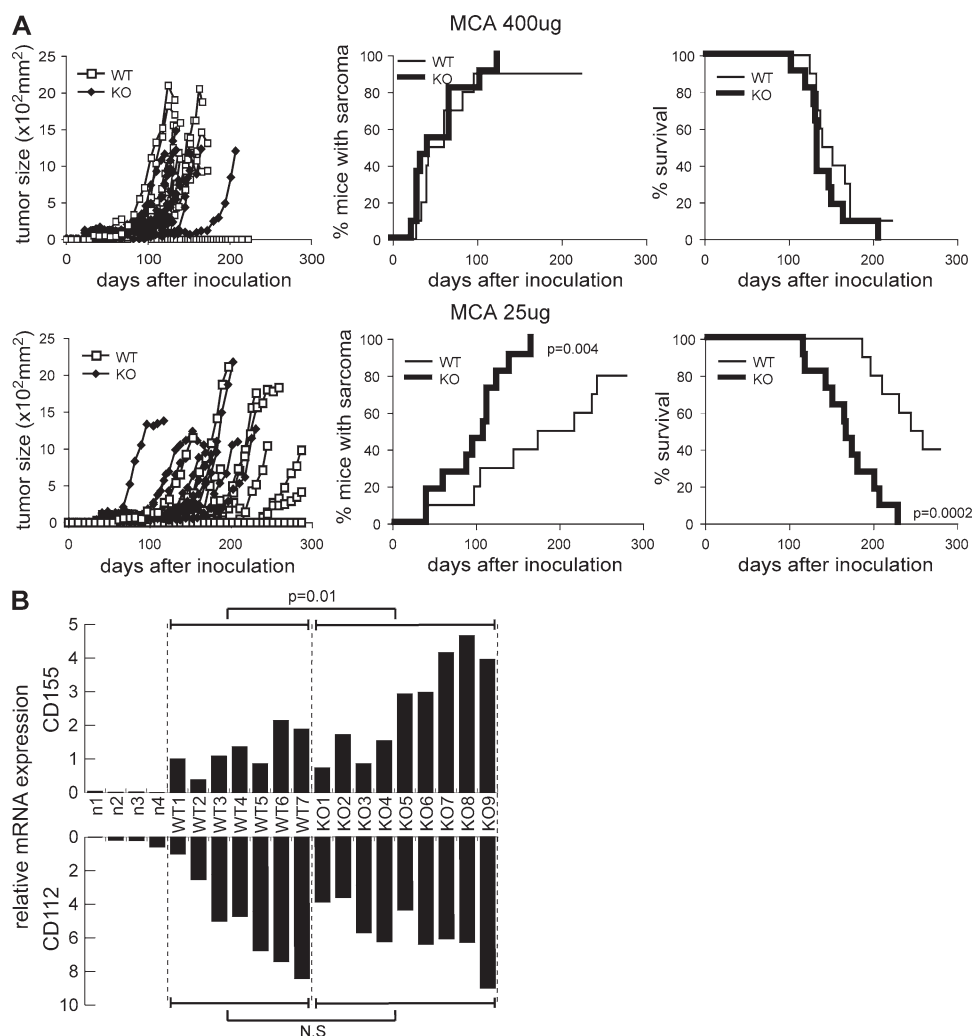 A
MCA 400ug
25
20
15
10
5
0
tumor size (x10²mm²)
WT
KO
0 100 200 300
days after inoculation
100
80
60
40
20
0
% mice with sarcoma
WT
KO
0 100 200 300
days after inoculation
100
80
60
40
20
0
% survival
WT
KO
0 100 200 300
days after inoculation
MCA 25ug
25
20
15
10
5
0
tumor size (x10²mm²)
WT
KO
0 100 200 300
days after inoculation
100
80
60
40
20
0
% mice with sarcoma
WT
KO
p=0.004
0 100 200 300
days after inoculation
100
80
60
40
20
0
% survival
WT
KO
p=0.0002
0 100 200 300
days after inoculation
B
p=0.01
5
4
3
2
1
0
relative mRNA expression
CD155
n1 n2 n3 n4 WT1 WT2 WT3 WT4 WT5 WT6 WT7 KO1 KO2 KO3 KO4 KO5 KO6 KO7 KO8 KO9
0
2
4
6
8
10
CD112
N.S